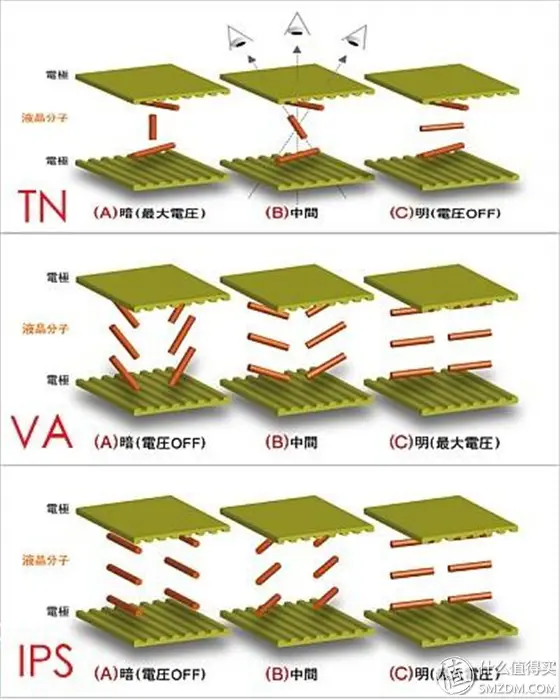 電極
液晶分子
電極
TN
(A)暗(最大電圧)
(B)中間
(C)明(電圧OFF)
電極
液晶分子
電極
VA
(A)暗(電圧OFF)
(B)中間
(C)明(最大電圧)
電極
液晶分子
電極
IPS
(A)暗(電圧OFF)
(B)中間
(C)明(最大電圧)
值 什么值得买
SMZDM.COM